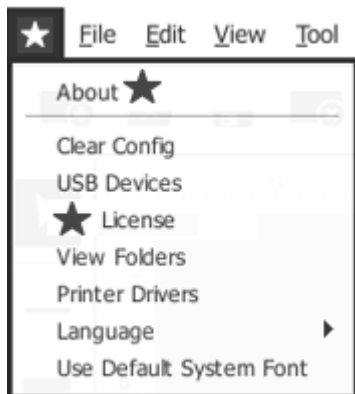 File Edit View Tool
About
Clear Config
USB Devices
License
View Folders
Printer Drivers
Language
Use Default System Font